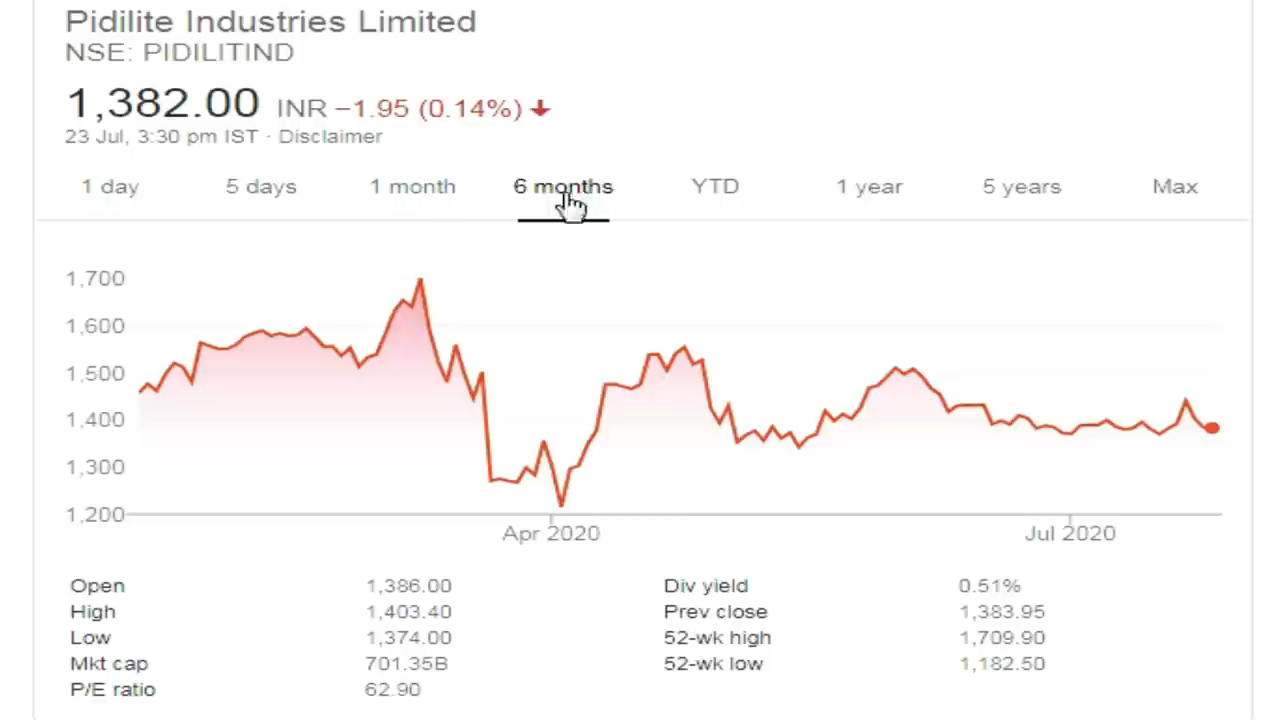 Pidilite Industries Limited
NSE: PIDILITIND
1,382.00 INR −1.95 (0.14%)
23 Jul, 3:30 pm IST · Disclaimer
1 day 5 days 1 month 6 months YTD 1 year 5 years Max
1,700
1,600
1,500
1,400
1,300
1,200
Apr 2020 Jul 2020
Open 1,386.00 Div yield 0.51%
High 1,403.40 Prev close 1,383.95
Low 1,374.00 52-wk high 1,709.90
Mkt cap 701.35B 52-wk low 1,182.50
P/E ratio 62.90